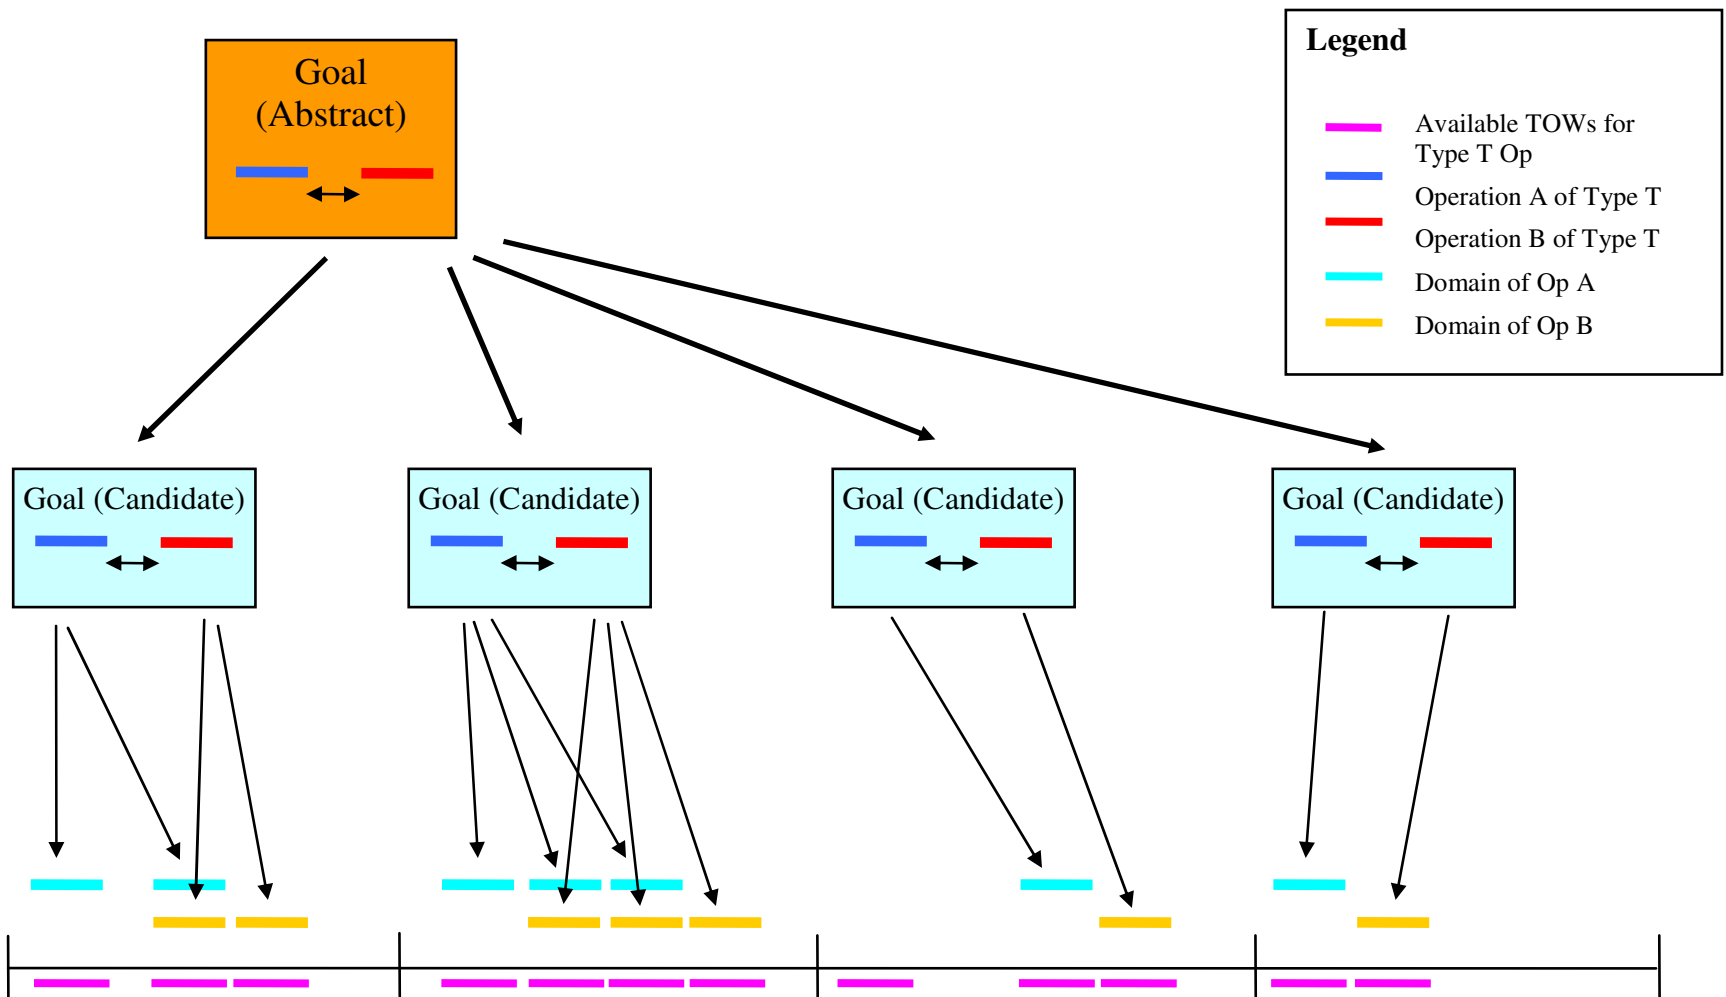 Goal
(Abstract)
Legend
Available TOWs for
Type T Op
Operation A of Type T
Operation B of Type T
Domain of Op A
Domain of Op B
Goal (Candidate)
Goal (Candidate)
Goal (Candidate)
Goal (Candidate)